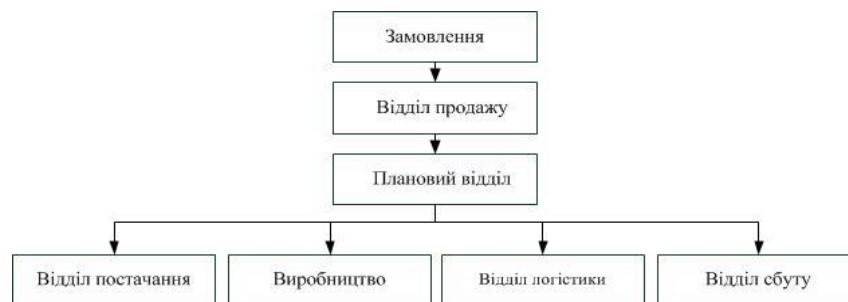 Замовлення
Відділ продажу
Плановий відділ
Відділ постачання
Виробництво
Відділ логістики
Відділ сбуту